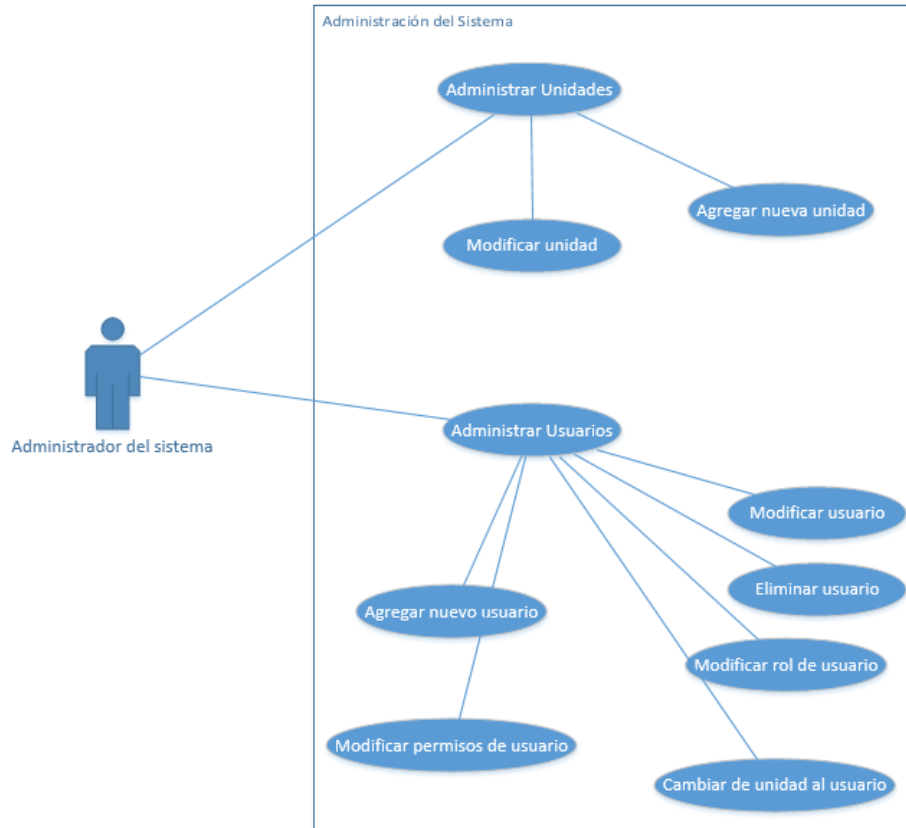 Administración del Sistema
Administrar Unidades
Agregar nueva unidad
Modificar unidad
Administrador del sistema
Administrar Usuarios
Modificar usuario
Eliminar usuario
Agregar nuevo usuario
Modificar rol de usuario
Modificar permisos de usuario
Cambiar de unidad al usuario